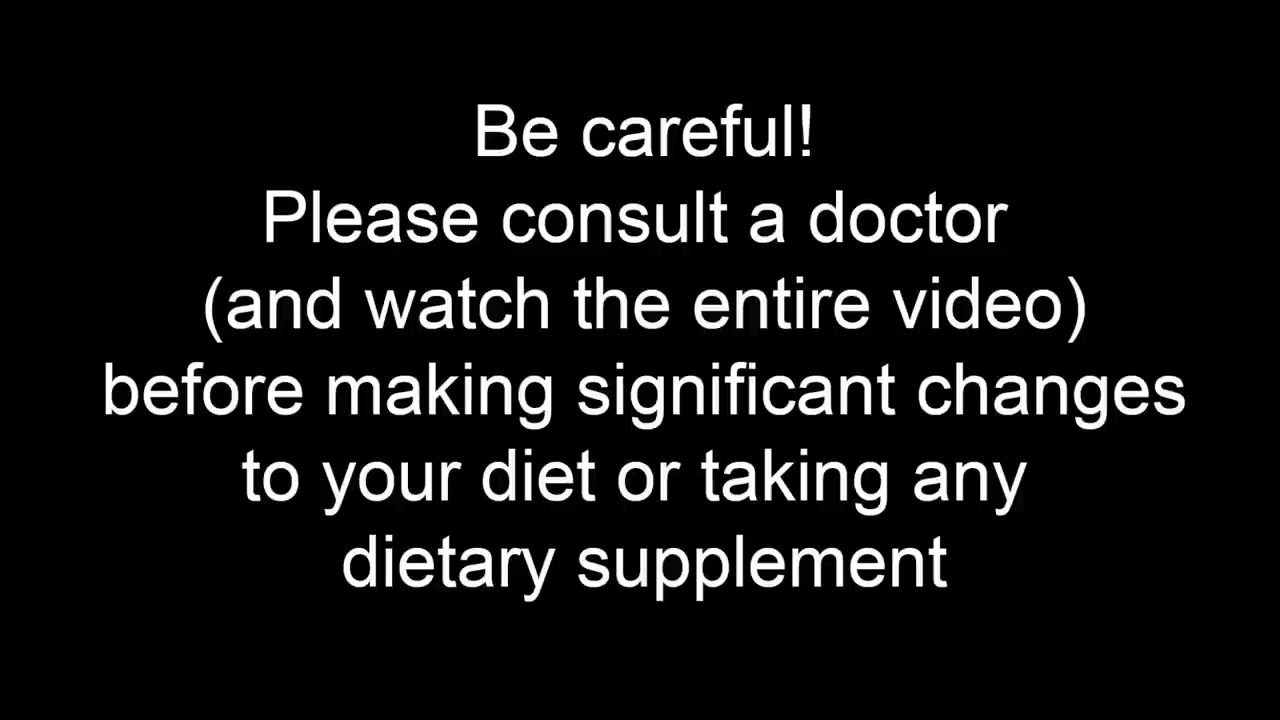 Be careful!
Please consult a doctor
(and watch the entire video)
before making significant changes
to your diet or taking any
dietary supplement